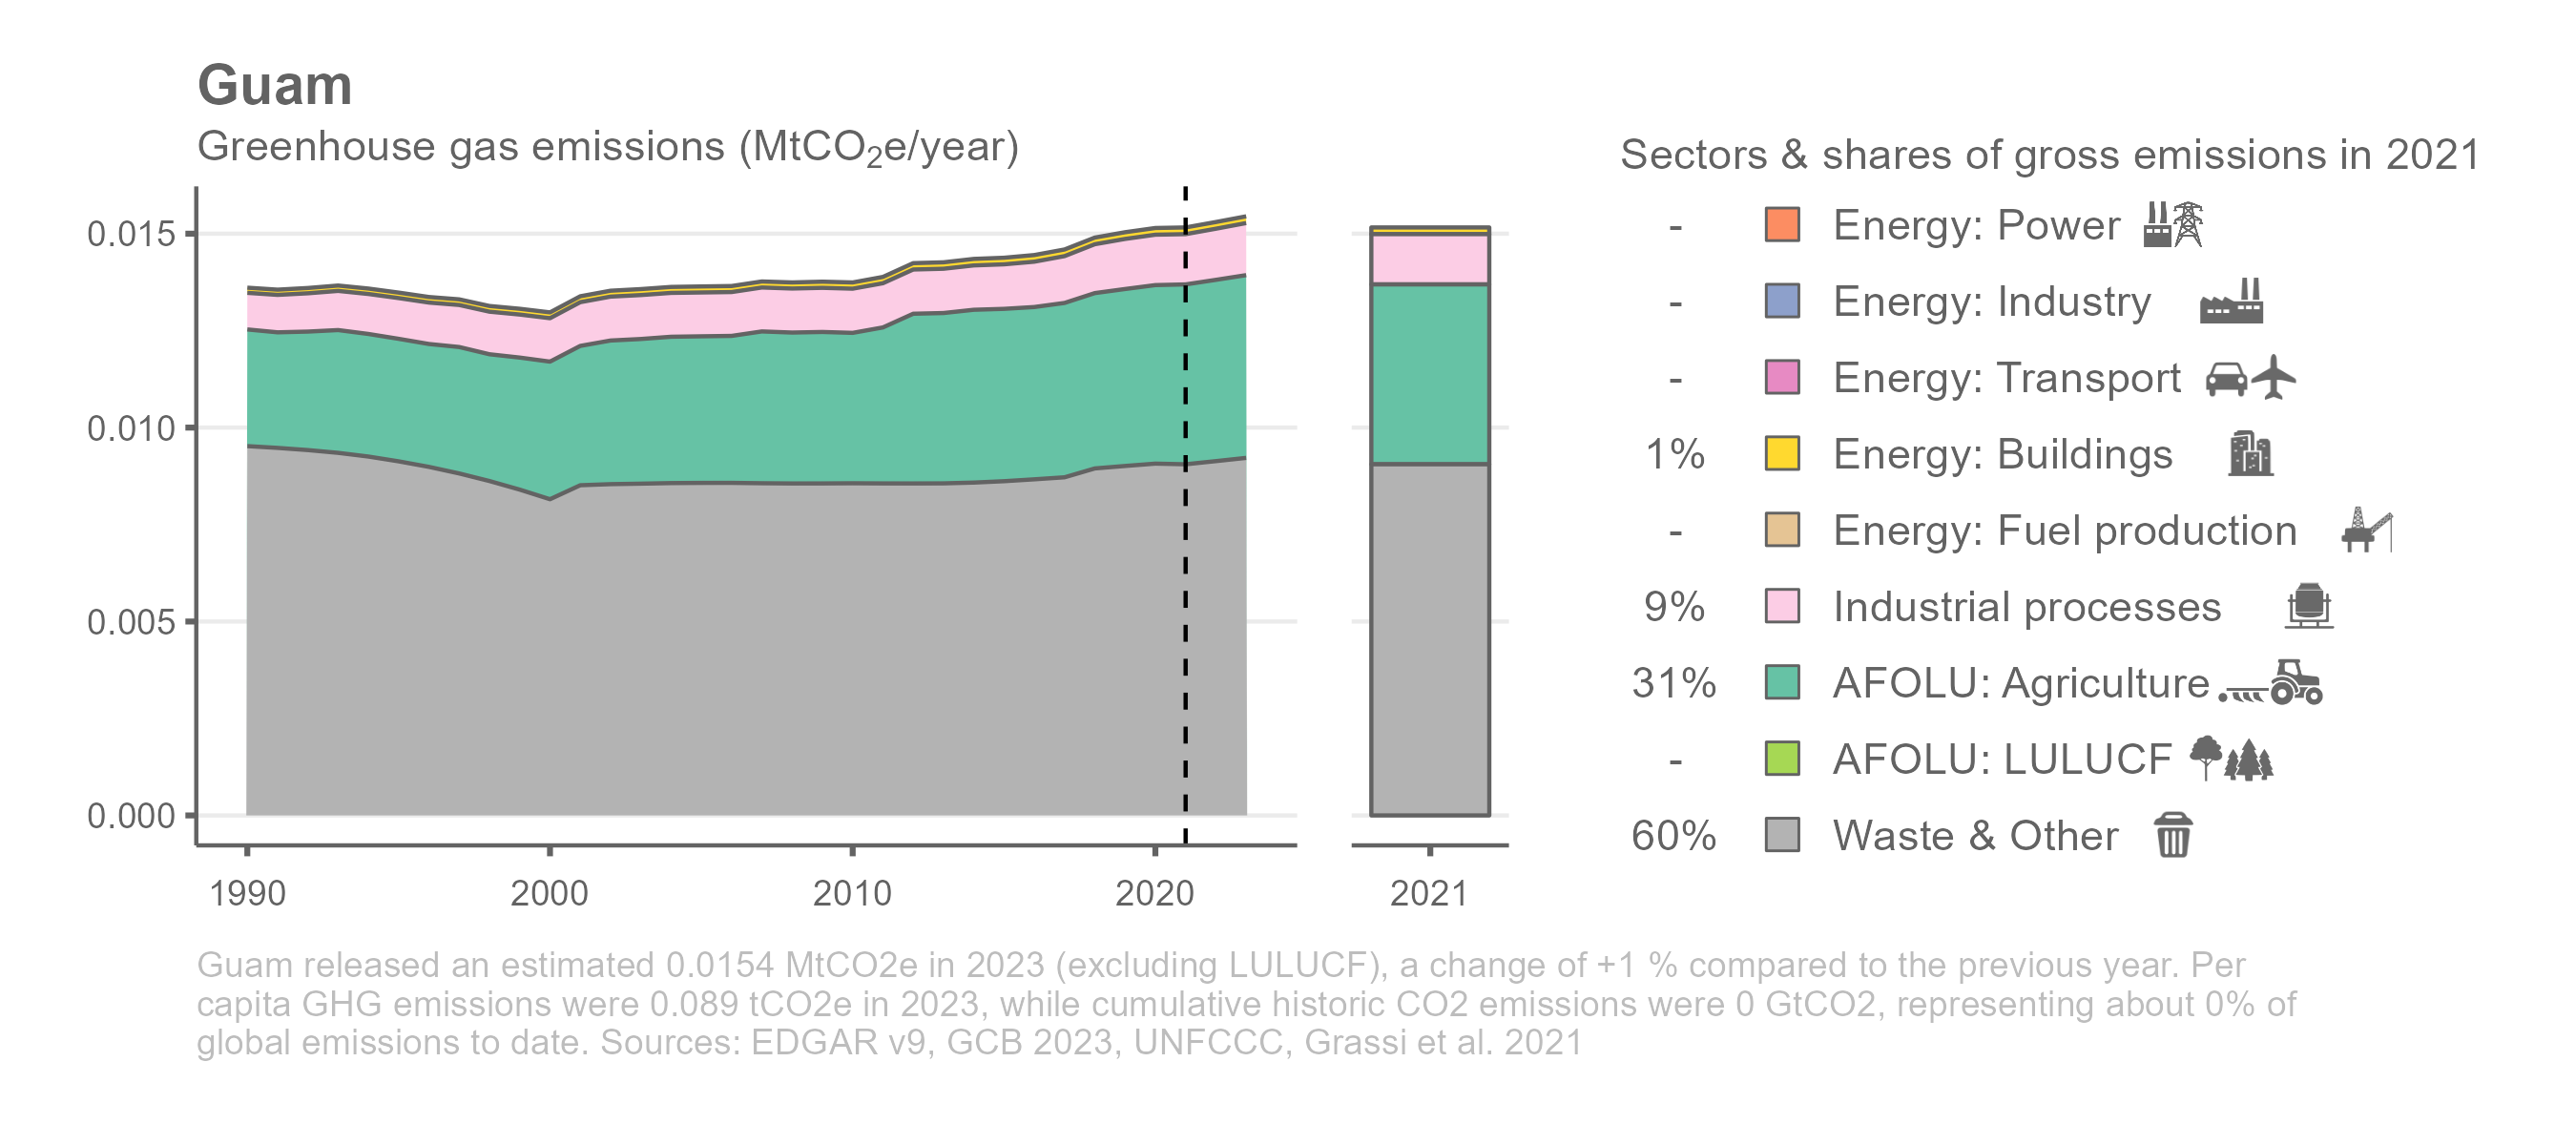 Guam
Greenhouse gas emissions (MtCO₂e/year)
Sectors & shares of gross emissions in 2021
0.015
0.010
0.005
0.000
1990 2000 2010 2020 2021
- Energy: Power
- Energy: Industry
- Energy: Transport
1% Energy: Buildings
- Energy: Fuel production
9% Industrial processes
31% AFOLU: Agriculture
- AFOLU: LULUCF
60% Waste & Other
Guam released an estimated 0.0154 MtCO2e in 2023 (excluding LULUCF), a change of +1 % compared to the previous year. Per
capita GHG emissions were 0.089 tCO2e in 2023, while cumulative historic CO2 emissions were 0 GtCO2, representing about 0% of
global emissions to date. Sources: EDGAR v9, GCB 2023, UNFCCC, Grassi et al. 2021